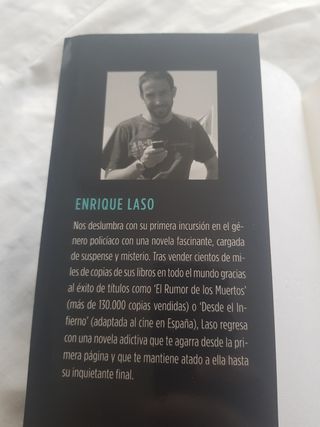 ENRIQUE LASO
Nos deslumbra con su primera incursión en el gé-
nero policíaco con una novela fascinante, cargada
de suspense y misterio. Tras vender cientos de mi-
les de copias de sus libros en todo el mundo gracias
al éxito de títulos como ‘El Rumor de los Muertos’
(más de 130.000 copias vendidas) o ‘Desde el In-
fierno’ (adaptada al cine en España), Laso regresa
con una novela adictiva que te agarra desde la pri-
mera página y que te mantiene atado a ella hasta
su inquietante final.